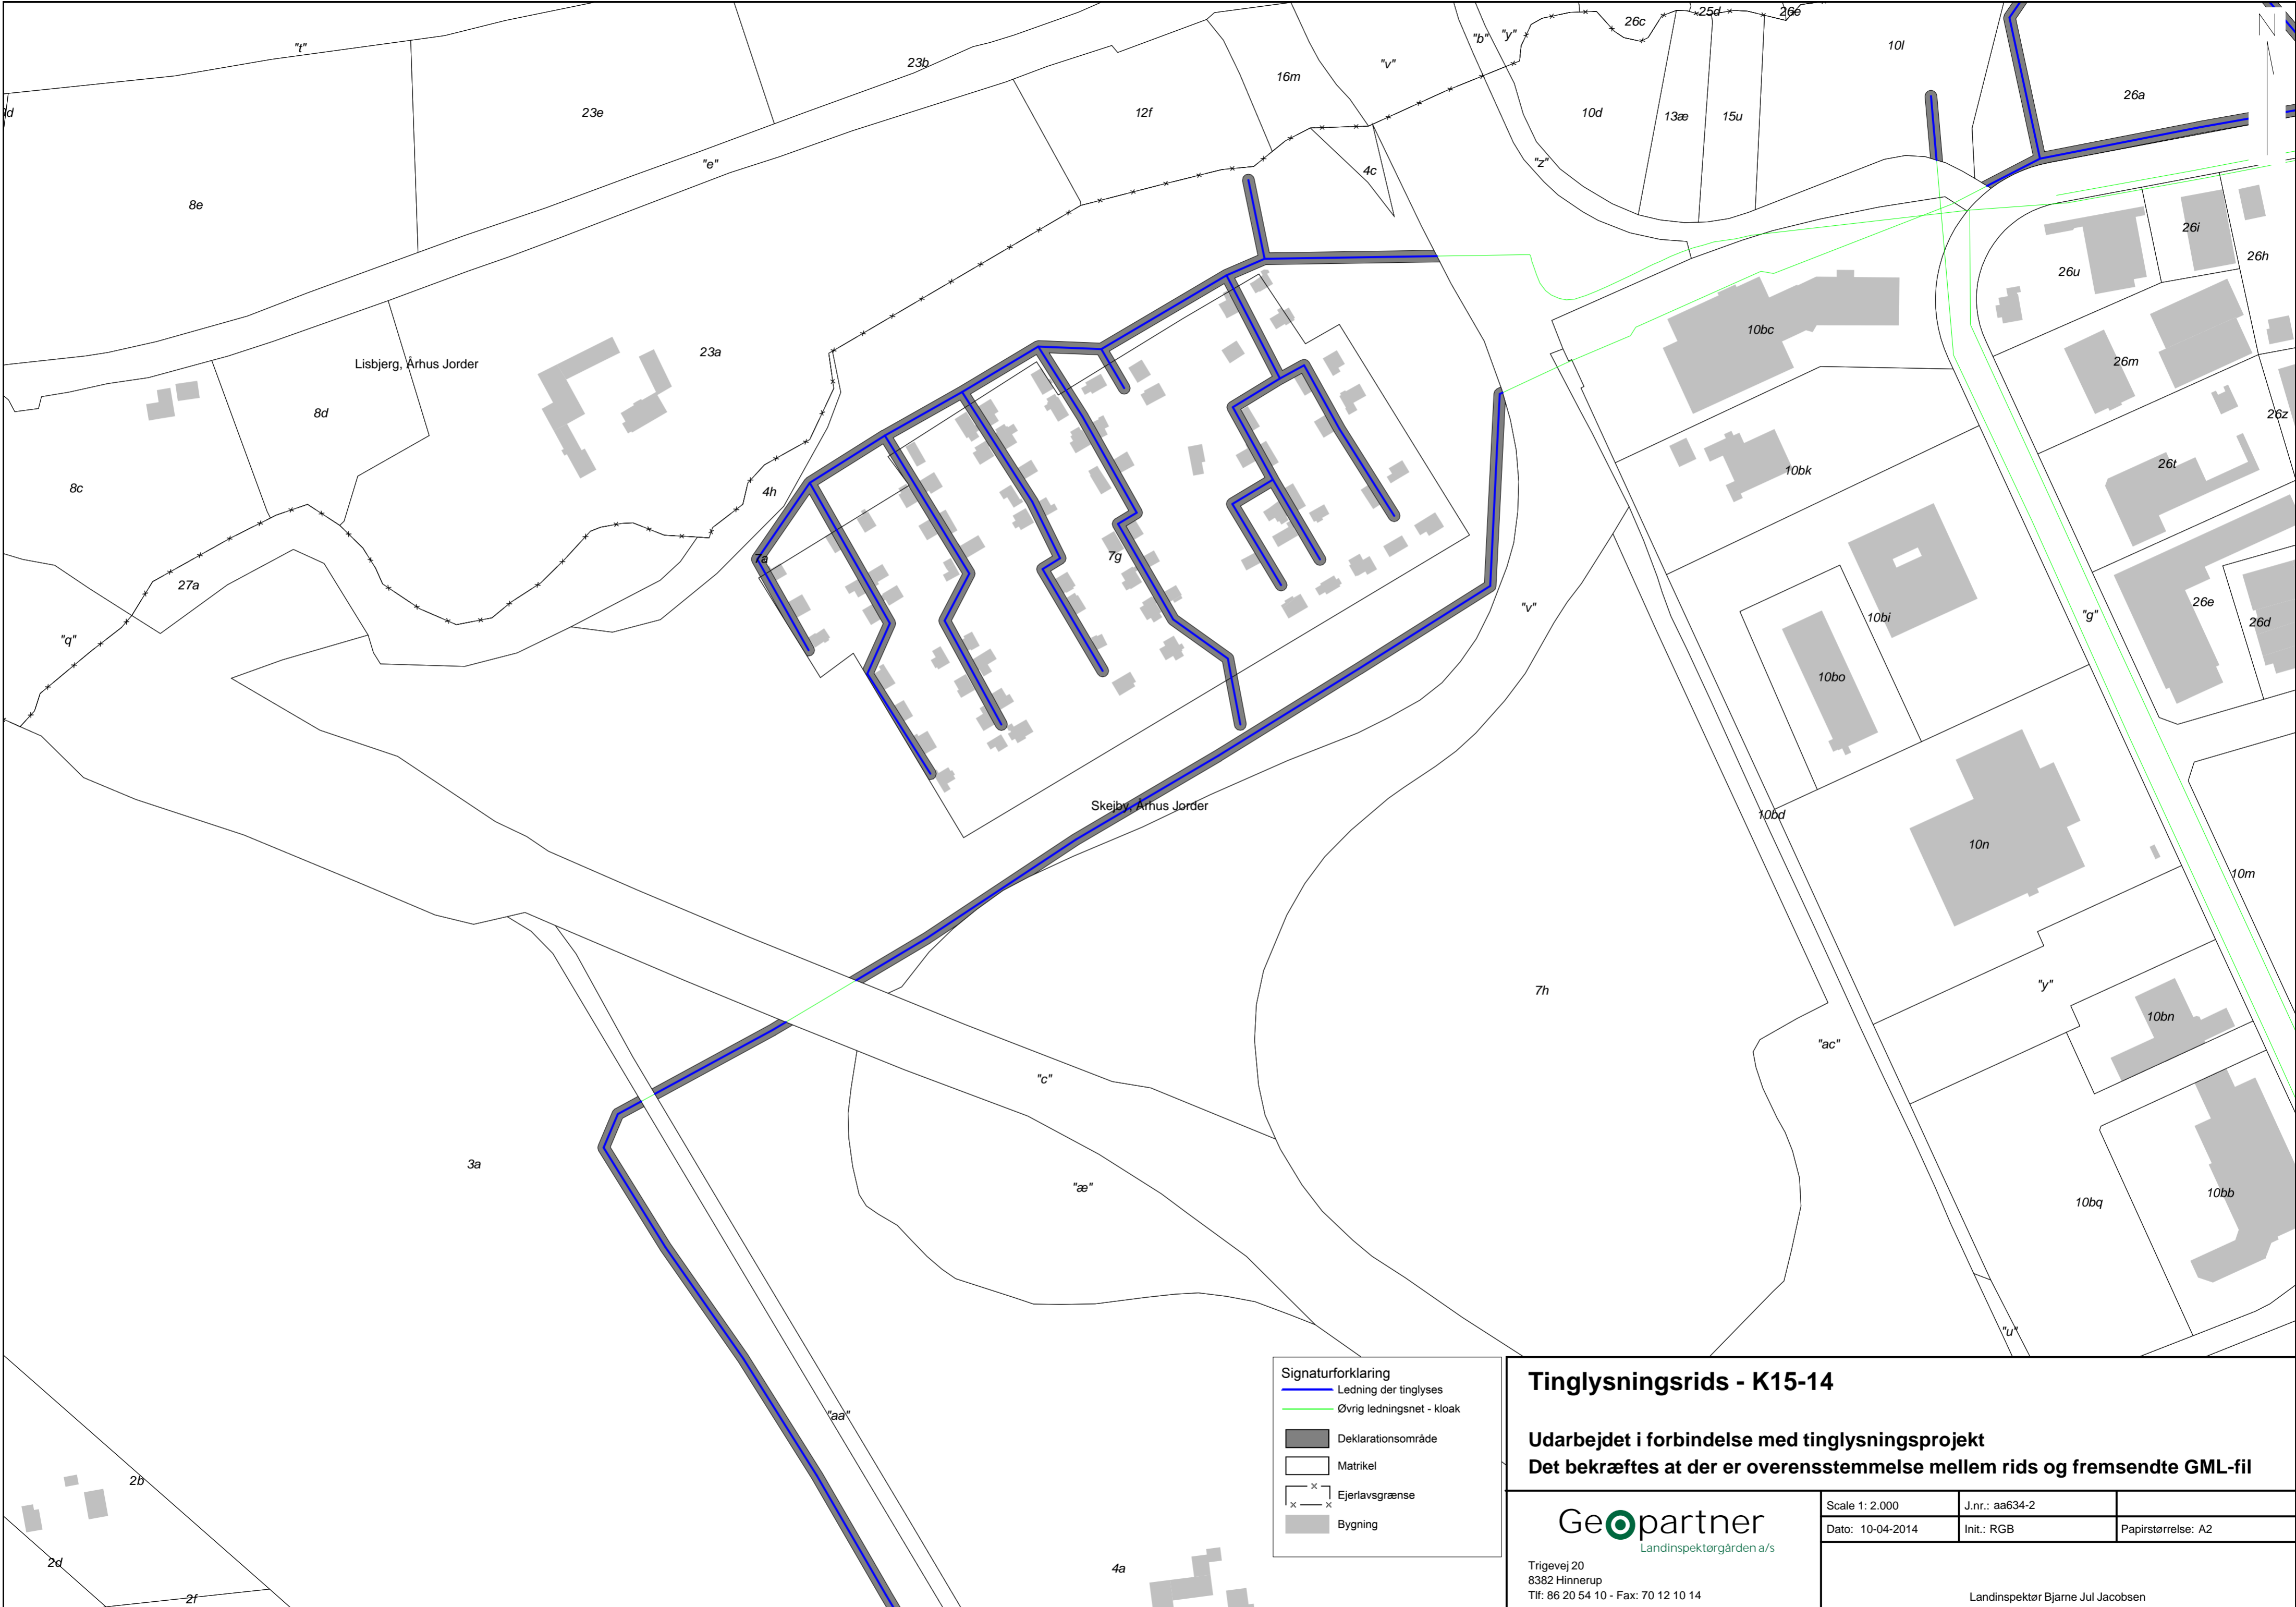 "t"
23b
"b"
"y"
26c
25d
26e
10l
N
16m
"v"
26a
23e
12f
10d
13æ
15u
"e"
"z"
4c
8e
26i
26h
26u
10bc
Lisbjerg, Århus Jorder
23a
26m
8d
26z
26t
10bk
8c
4h
7a
7g
27a
"v"
26e
"g"
10bi
26d
"q"
10bo
Skejby, Århus Jorder
10bd
10n
10m
7h
"y"
10bn
"ac"
"c"
3a
"æ"
10bq
10bb
"u"
"aa"
2b
2d
2f
4a
Signaturforklaring
Ledning der tinglyses
Øvrig ledningsnet - kloak
Deklarationsområde
Matrikel
Ejerlavsgrænse
Bygning
Tinglysningsrids - K15-14
Udarbejdet i forbindelse med tinglysningsprojekt
Det bekræftes at der er overensstemmelse mellem rids og fremsendte GML-fil
Geopartner
Landinspektørgården a/s
Trigevej 20
8382 Hinnerup
Tlf: 86 20 54 10 - Fax: 70 12 10 14
Scale 1: 2.000
J.nr.: aa634-2
Dato: 10-04-2014
Init.: RGB
Papirstørrelse: A2
Landinspektør Bjarne Jul Jacobsen